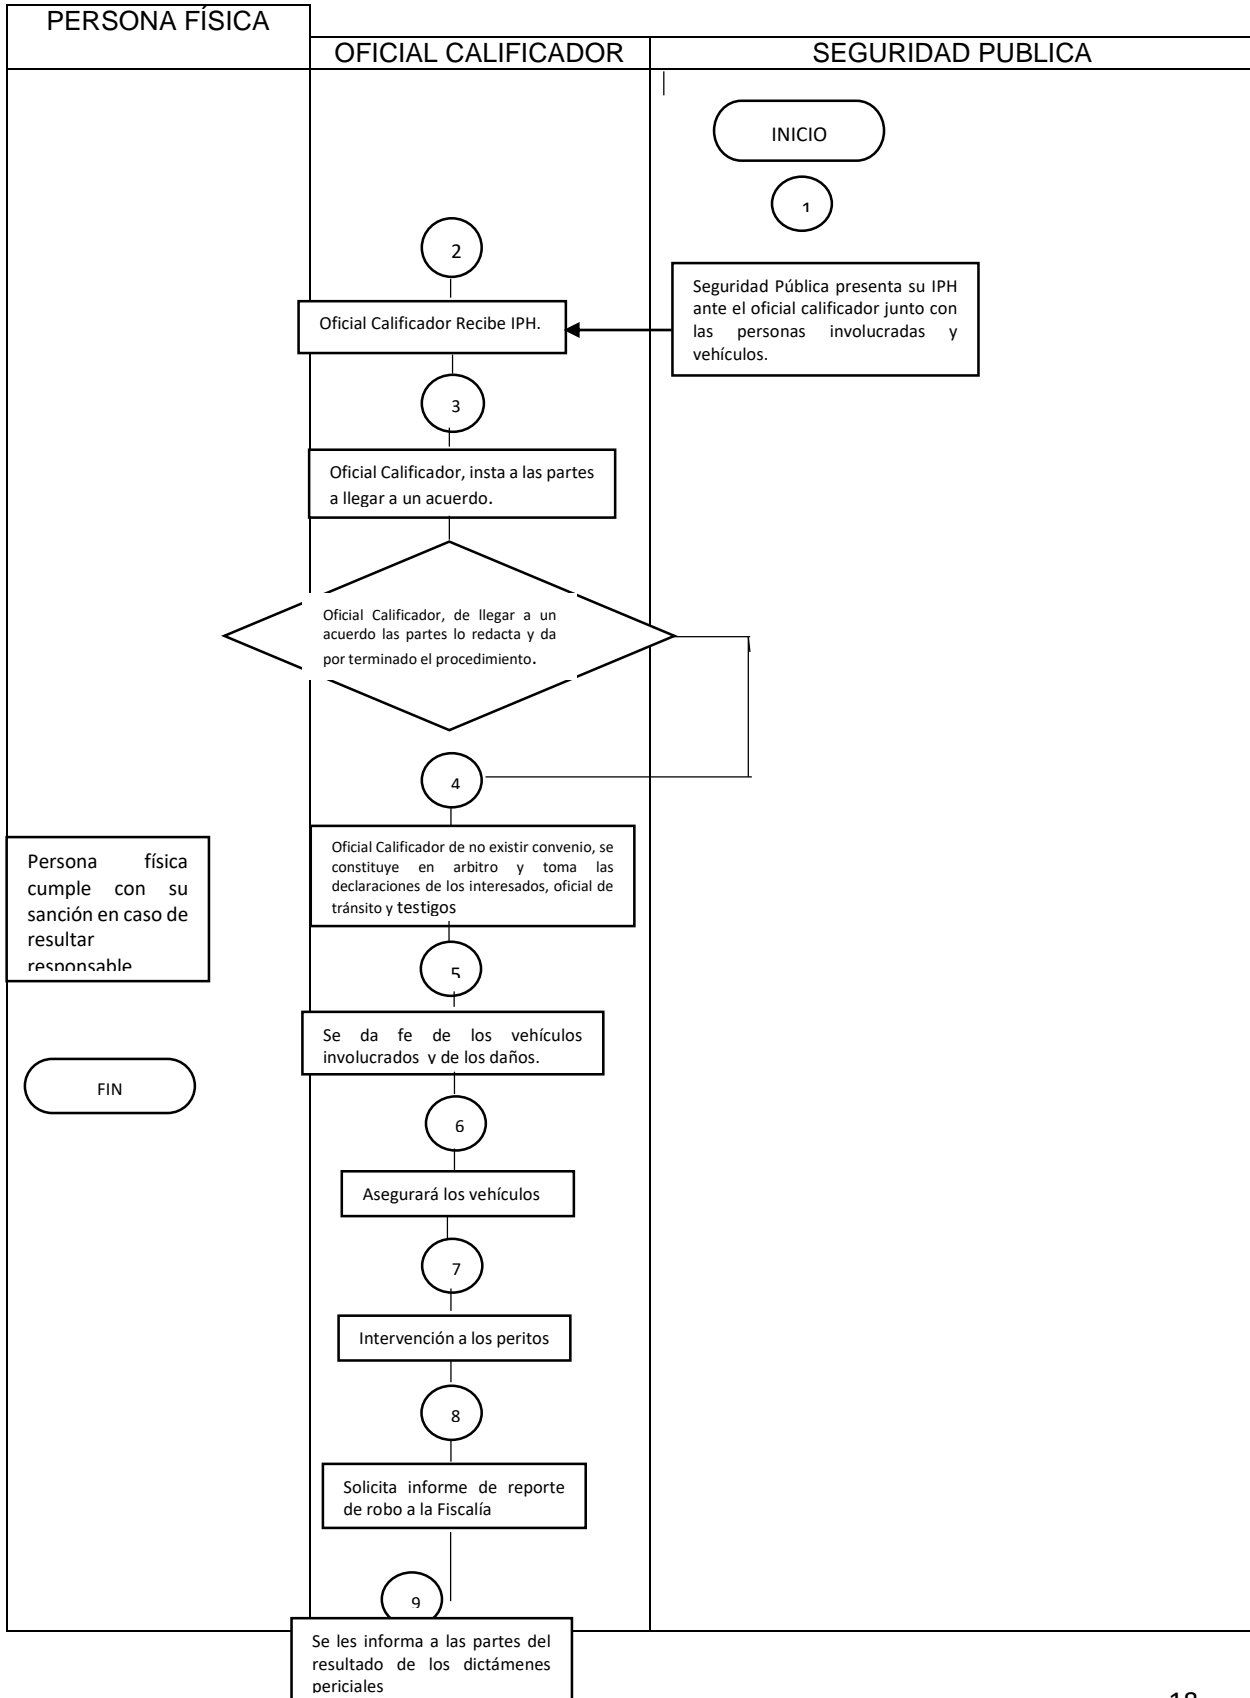 PERSONA FÍSICA
OFICIAL CALIFICADOR
SEGURIDAD PUBLICA
INICIO
1
2
Seguridad Pública presenta su IPH
ante el oficial calificador junto con
las personas involucradas y
vehículos.
Oficial Calificador Recibe IPH.
3
Oficial Calificador, insta a las partes
a llegar a un acuerdo.
Oficial Calificador, de llegar a un
acuerdo las partes lo redacta y da
por terminado el procedimiento.
4
Oficial Calificador de no existir convenio, se
constituye en arbitro y toma las
declaraciones de los interesados, oficial de
tránsito y testigos
Persona física
cumple con su
sanción en caso de
resultar
responsable
5
Se da fe de los vehículos
involucrados y de los daños.
FIN
6
Asegurará los vehículos
7
Intervención a los peritos
8
Solicita informe de reporte
de robo a la Fiscalía
9
Se les informa a las partes del
resultado de los dictámenes
periciales
18